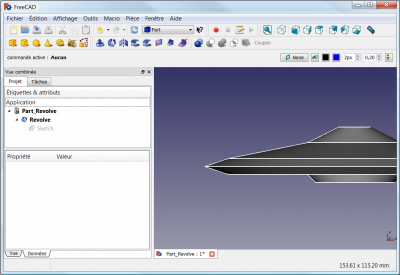 FreeCAD
Fichier Édition Affichage Outils Macro Pièce Fenêtre Aide
Part
Coupes
commande active : Aucun
None
2px
0,20
Vue combinée
Projet Tâches
Étiquettes & attributs
Application
Part_Revolve
Revolve
Sketch
Propriété Valeur
Vue Données
Part_Revolve : 1*
153.61 x 115.20 mm